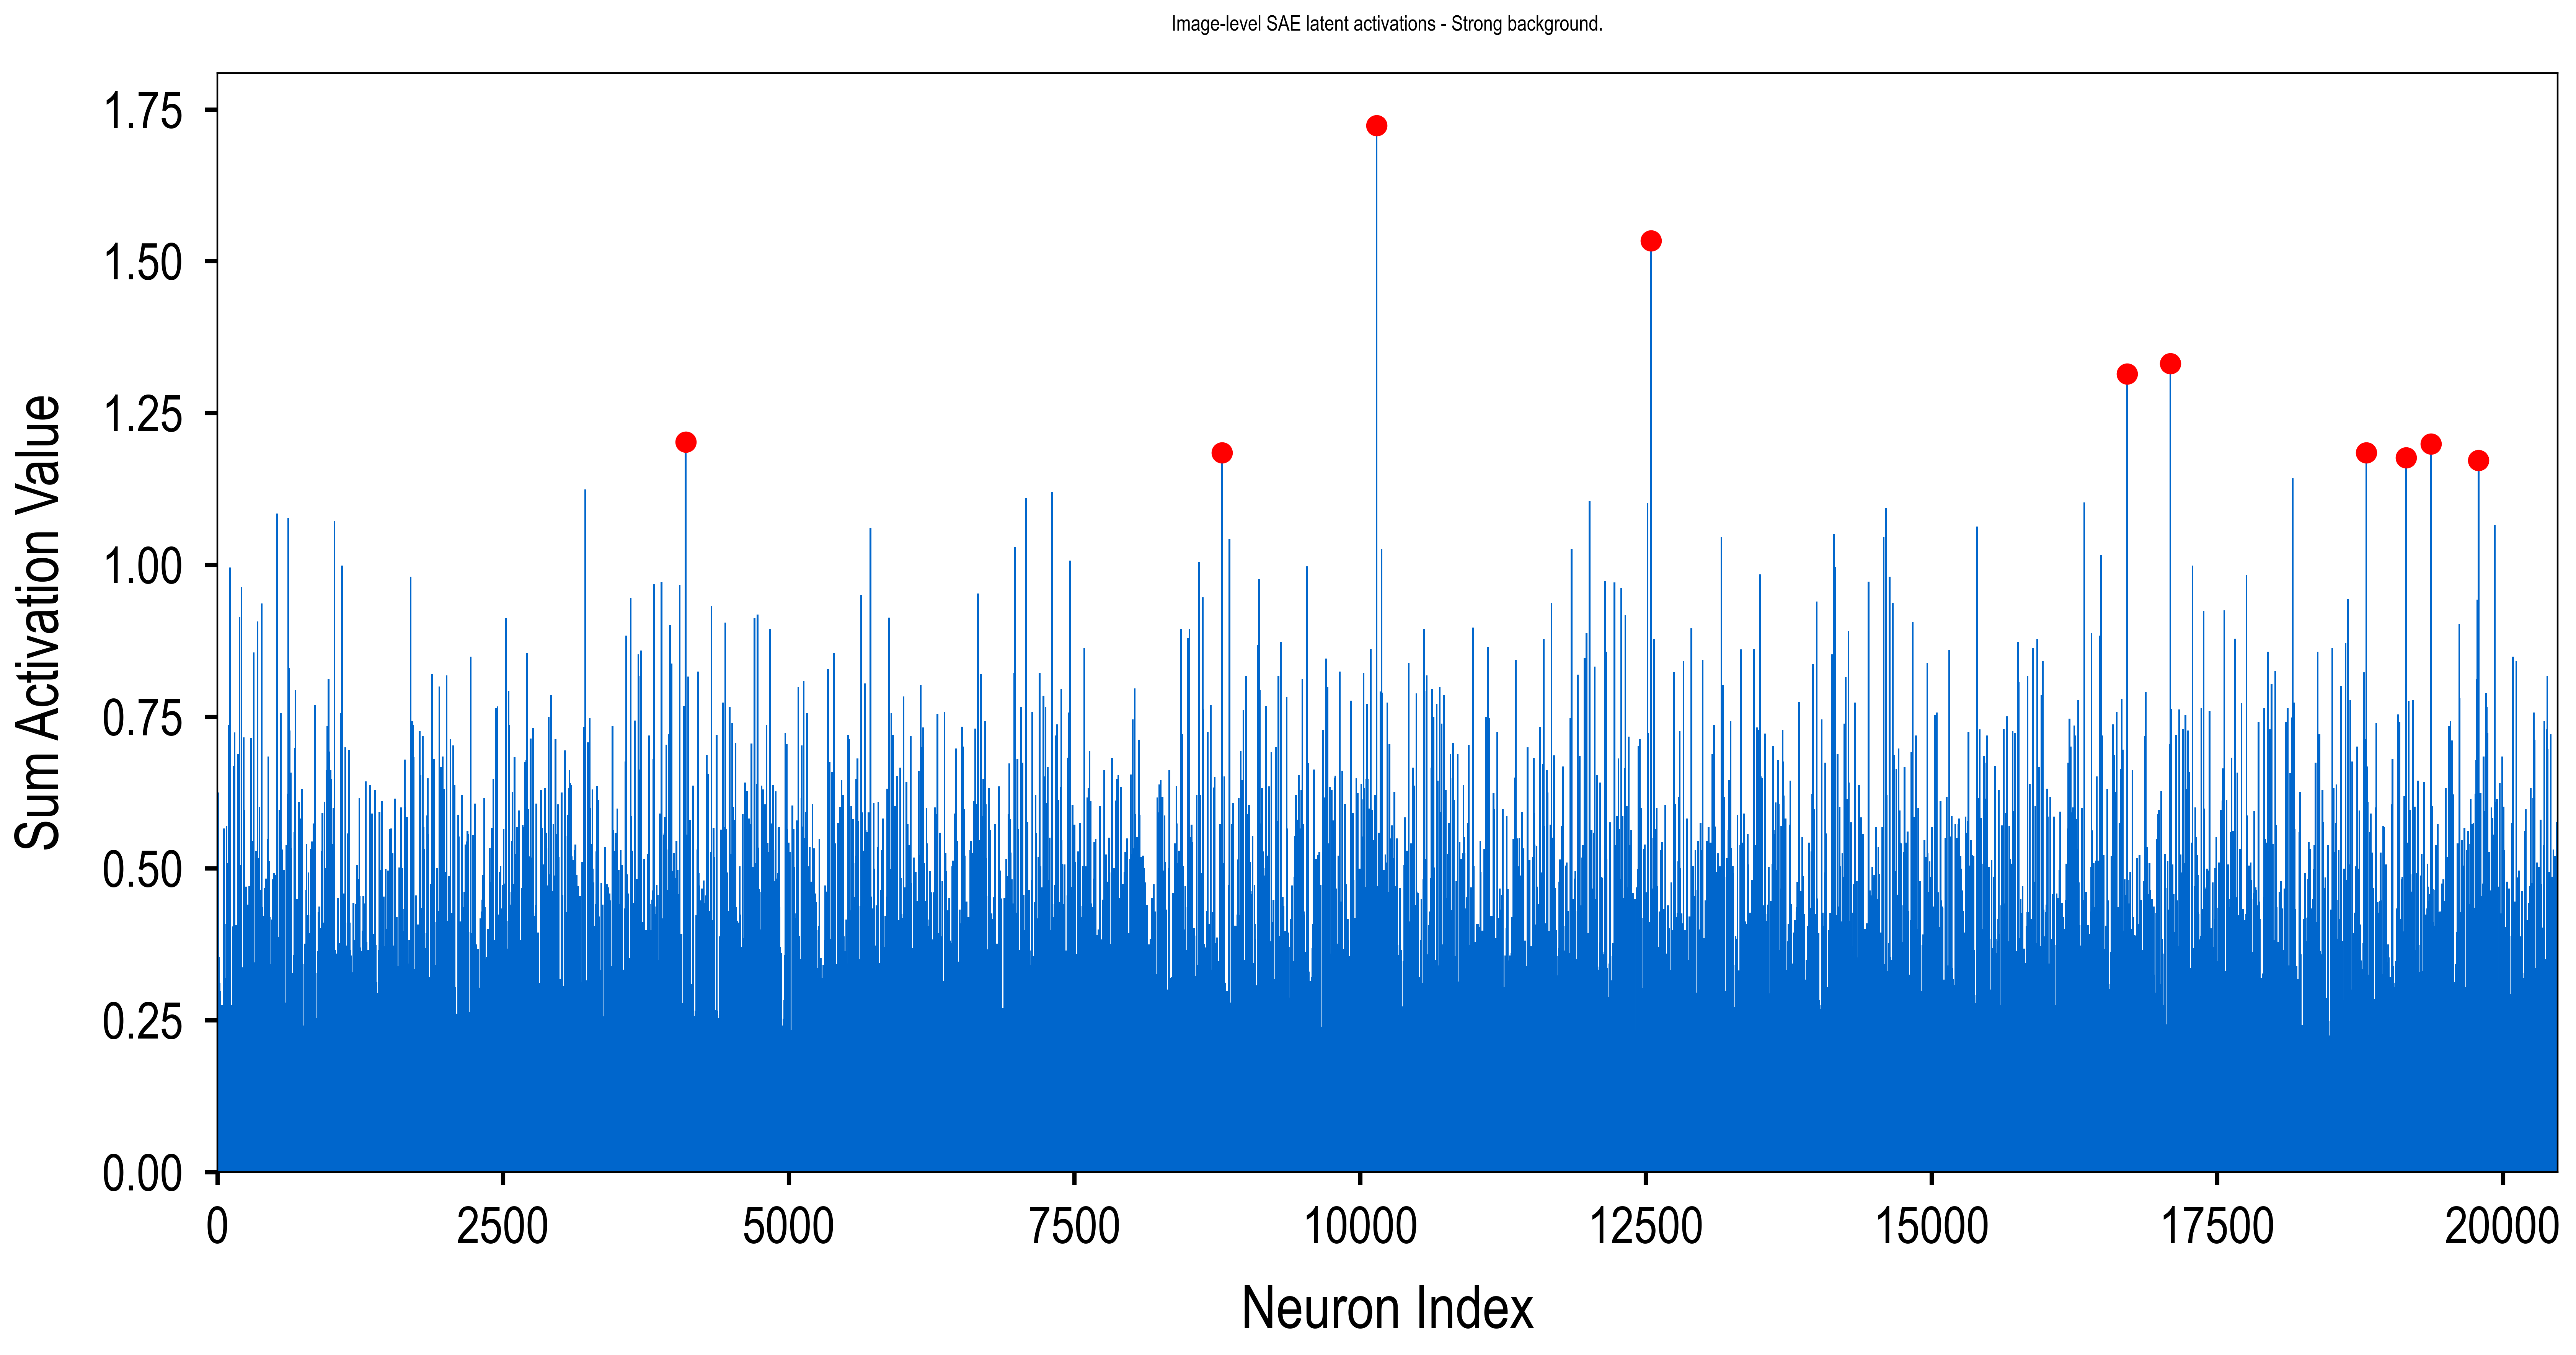 Image-level SAE latent activations - Strong background.
1.75
1.50
1.25
1.00
0.75
0.50
0.25
0.00
Sum Activation Value
0 2500 5000 7500 10000 12500 15000 17500 20000
Neuron Index